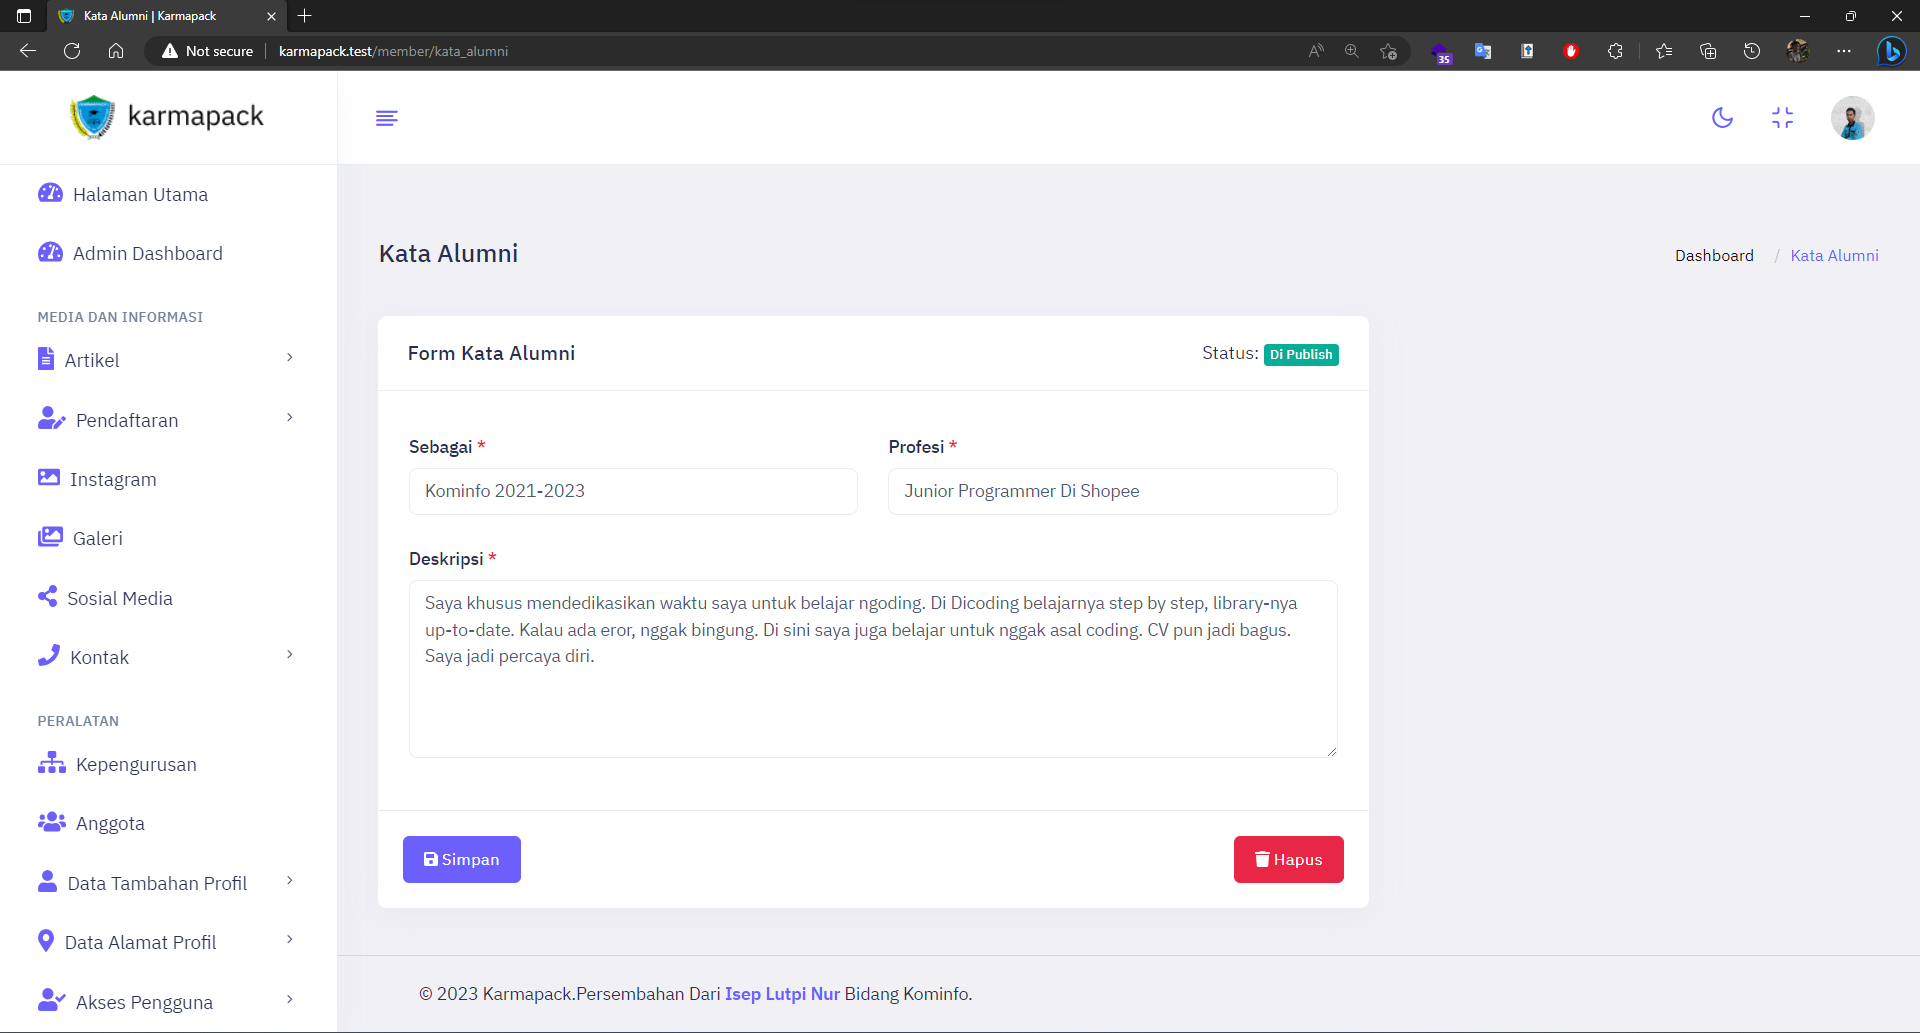 Kata Alumni | Karmapack
Not secure
karmapack.test/member/kata_alumni
35
karmapack
Halaman Utama
Admin Dashboard
MEDIA DAN INFORMASI
Artikel
Pendaftaran
Instagram
Galeri
Sosial Media
Kontak
PERALATAN
Kepengurusan
Anggota
Data Tambahan Profil
Data Alamat Profil
Akses Pengguna
Kata Alumni
Dashboard / Kata Alumni
Form Kata Alumni
Status: Di Publish
Sebagai *
Profesi *
Kominfo 2021-2023
Junior Programmer Di Shopee
Deskripsi *
Saya khusus mendedikasikan waktu saya untuk belajar ngoding. Di Dicoding belajarnya step by step, library-nya
up-to-date. Kalau ada eror, nggak bingung. Di sini saya juga belajar untuk nggak asal coding. CV pun jadi bagus.
Saya jadi percaya diri.
Simpan
Hapus
© 2023 Karmapack.Persembahan Dari Isep Lutpi Nur Bidang Kominfo.